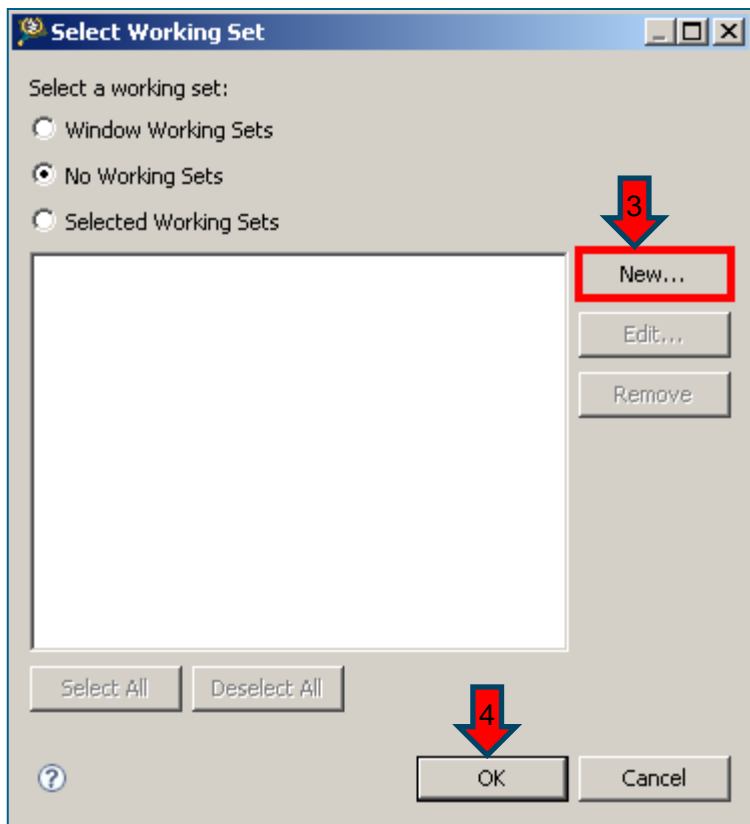 Select Working Set
Select a working set:
Window Working Sets
No Working Sets
Selected Working Sets
3
New...
Edit...
Remove
Select All Deselect All
4
OK Cancel